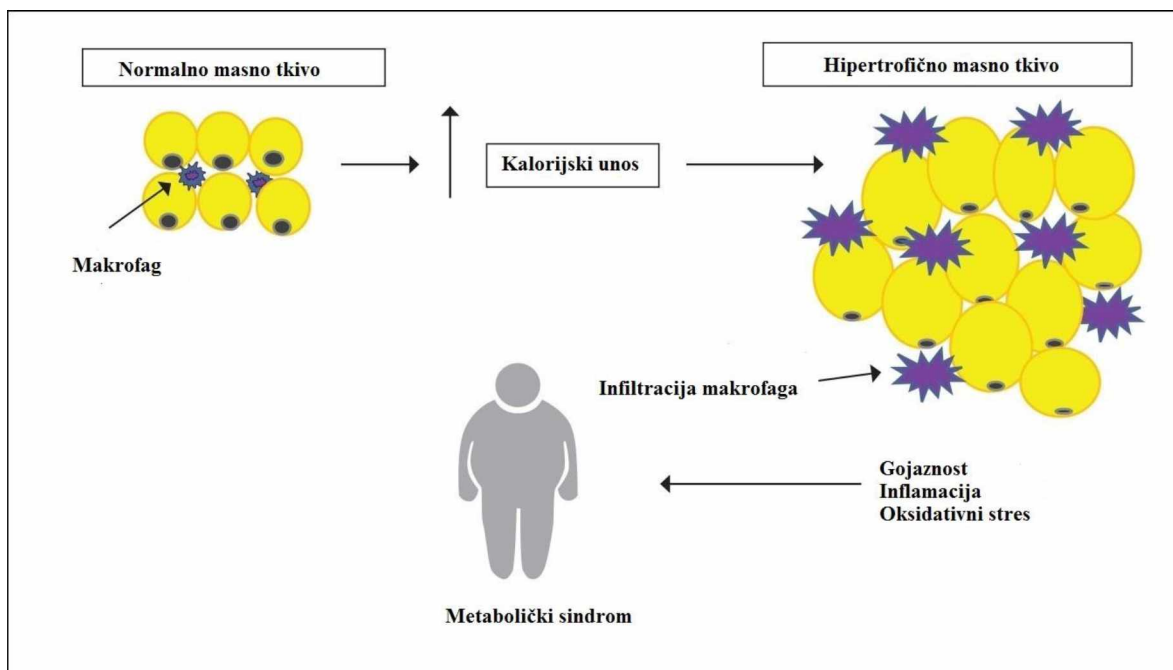 Normalno masno tkivo
Hipertrofično masno tkivo
Kalorijski unos
Makrofag
Infiltracija makrofaga
Gojaznost
Inflamacija
Oksidativni stres
Metabolički sindrom